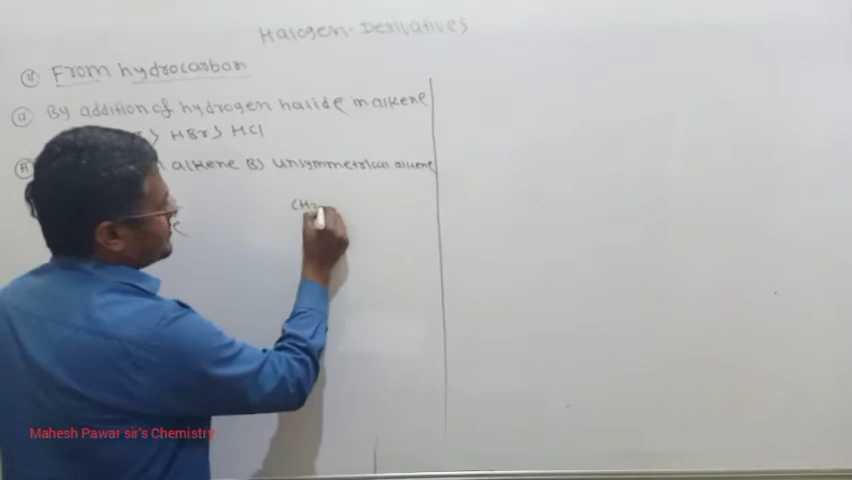 Halogen-Derivatives
① From hydrocarbon
ⓐ By addition of hydrogen halide in alkene
> HBr > HCl
Ⓐ alkene B) unsymmetrical alkene
CH3
Mahesh Pawar sir's Chemistry